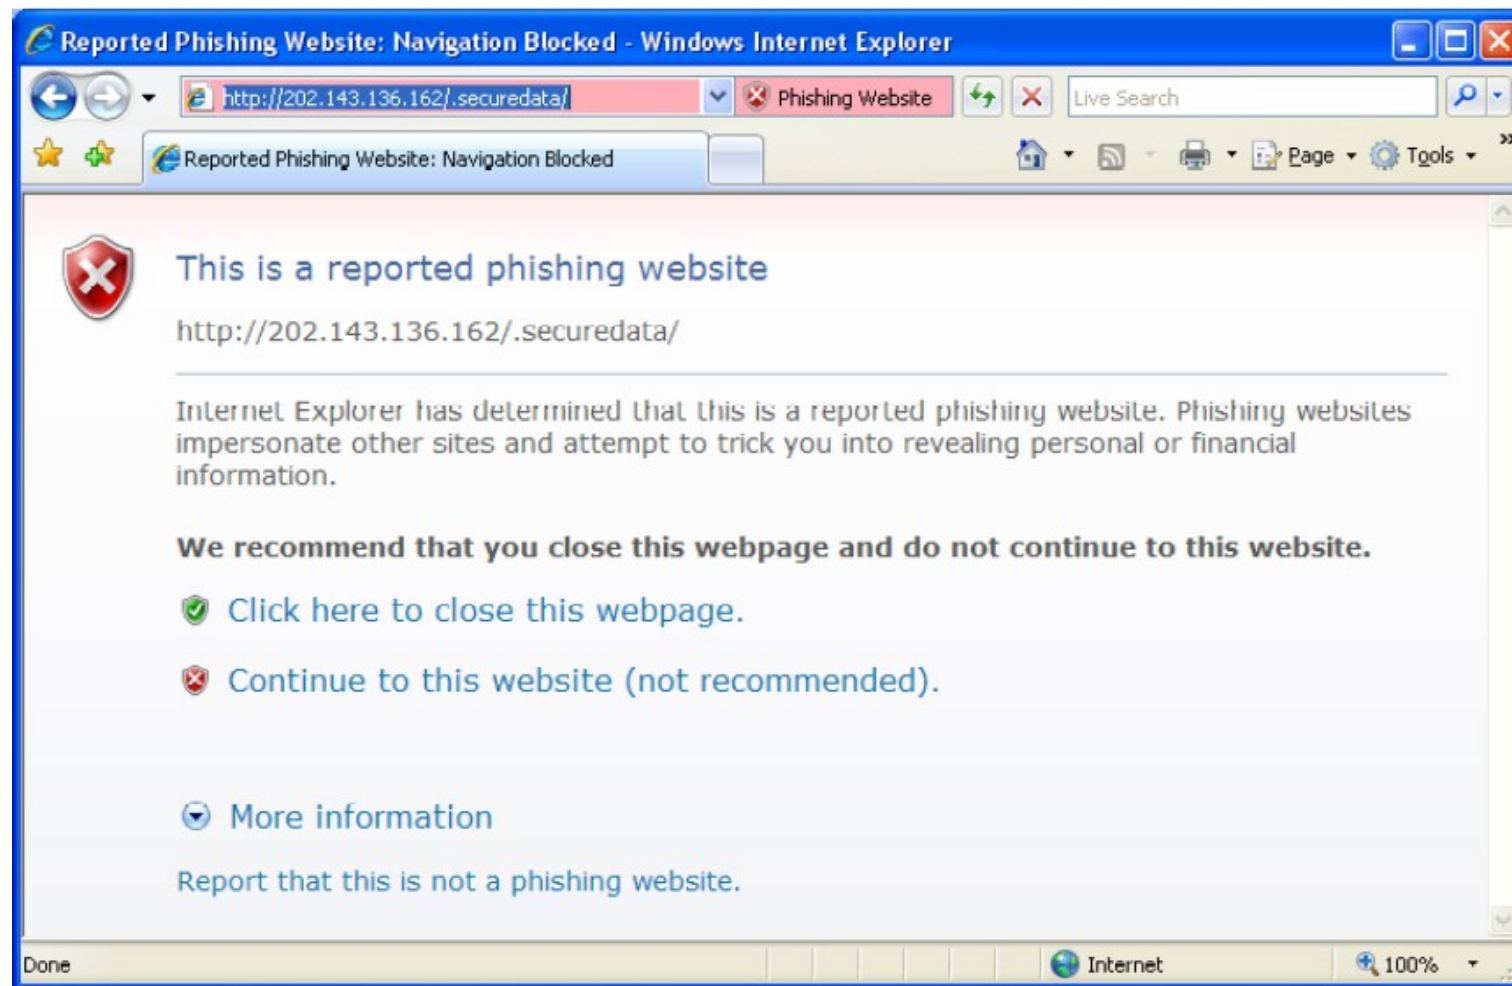 Reported Phishing Website: Navigation Blocked - Windows Internet Explorer
http://202.143.136.162/.securedata/ Phishing Website Live Search
Reported Phishing Website: Navigation Blocked Page Tools »
This is a reported phishing website
http://202.143.136.162/.securedata/
Internet Explorer has determined that this is a reported phishing website. Phishing websites
impersonate other sites and attempt to trick you into revealing personal or financial
information.
We recommend that you close this webpage and do not continue to this website.
Click here to close this webpage.
Continue to this website (not recommended).
More information
Report that this is not a phishing website.
Done Internet 100%